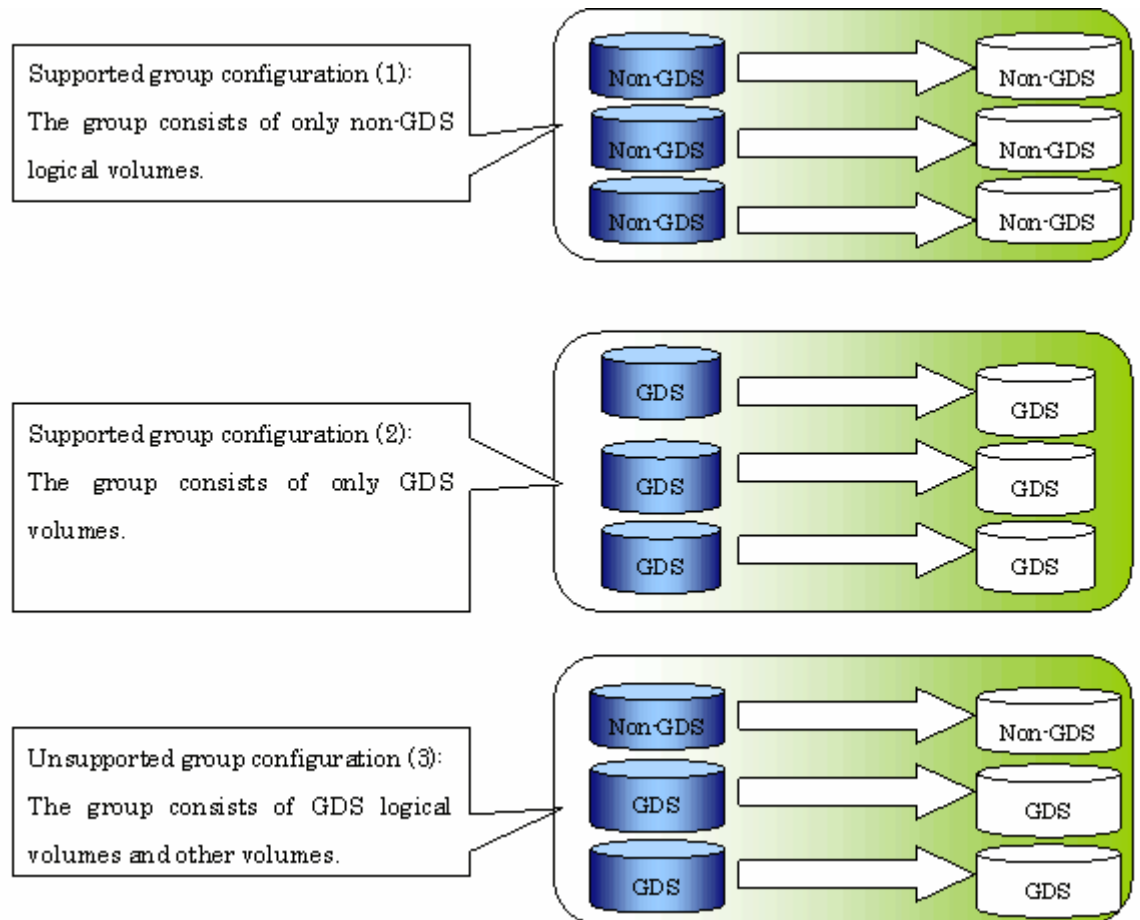 Supported group configuration (1):
The group consists of only non-GDS
logical volumes.
Non-GDS
Non-GDS
Non-GDS
Non-GDS
Non-GDS
Non-GDS
Supported group configuration (2):
The group consists of only GDS
volumes.
GDS
GDS
GDS
GDS
GDS
GDS
Unsupported group configuration (3):
The group consists of GDS logical
volumes and other volumes.
Non-GDS
Non-GDS
GDS
GDS
GDS
GDS